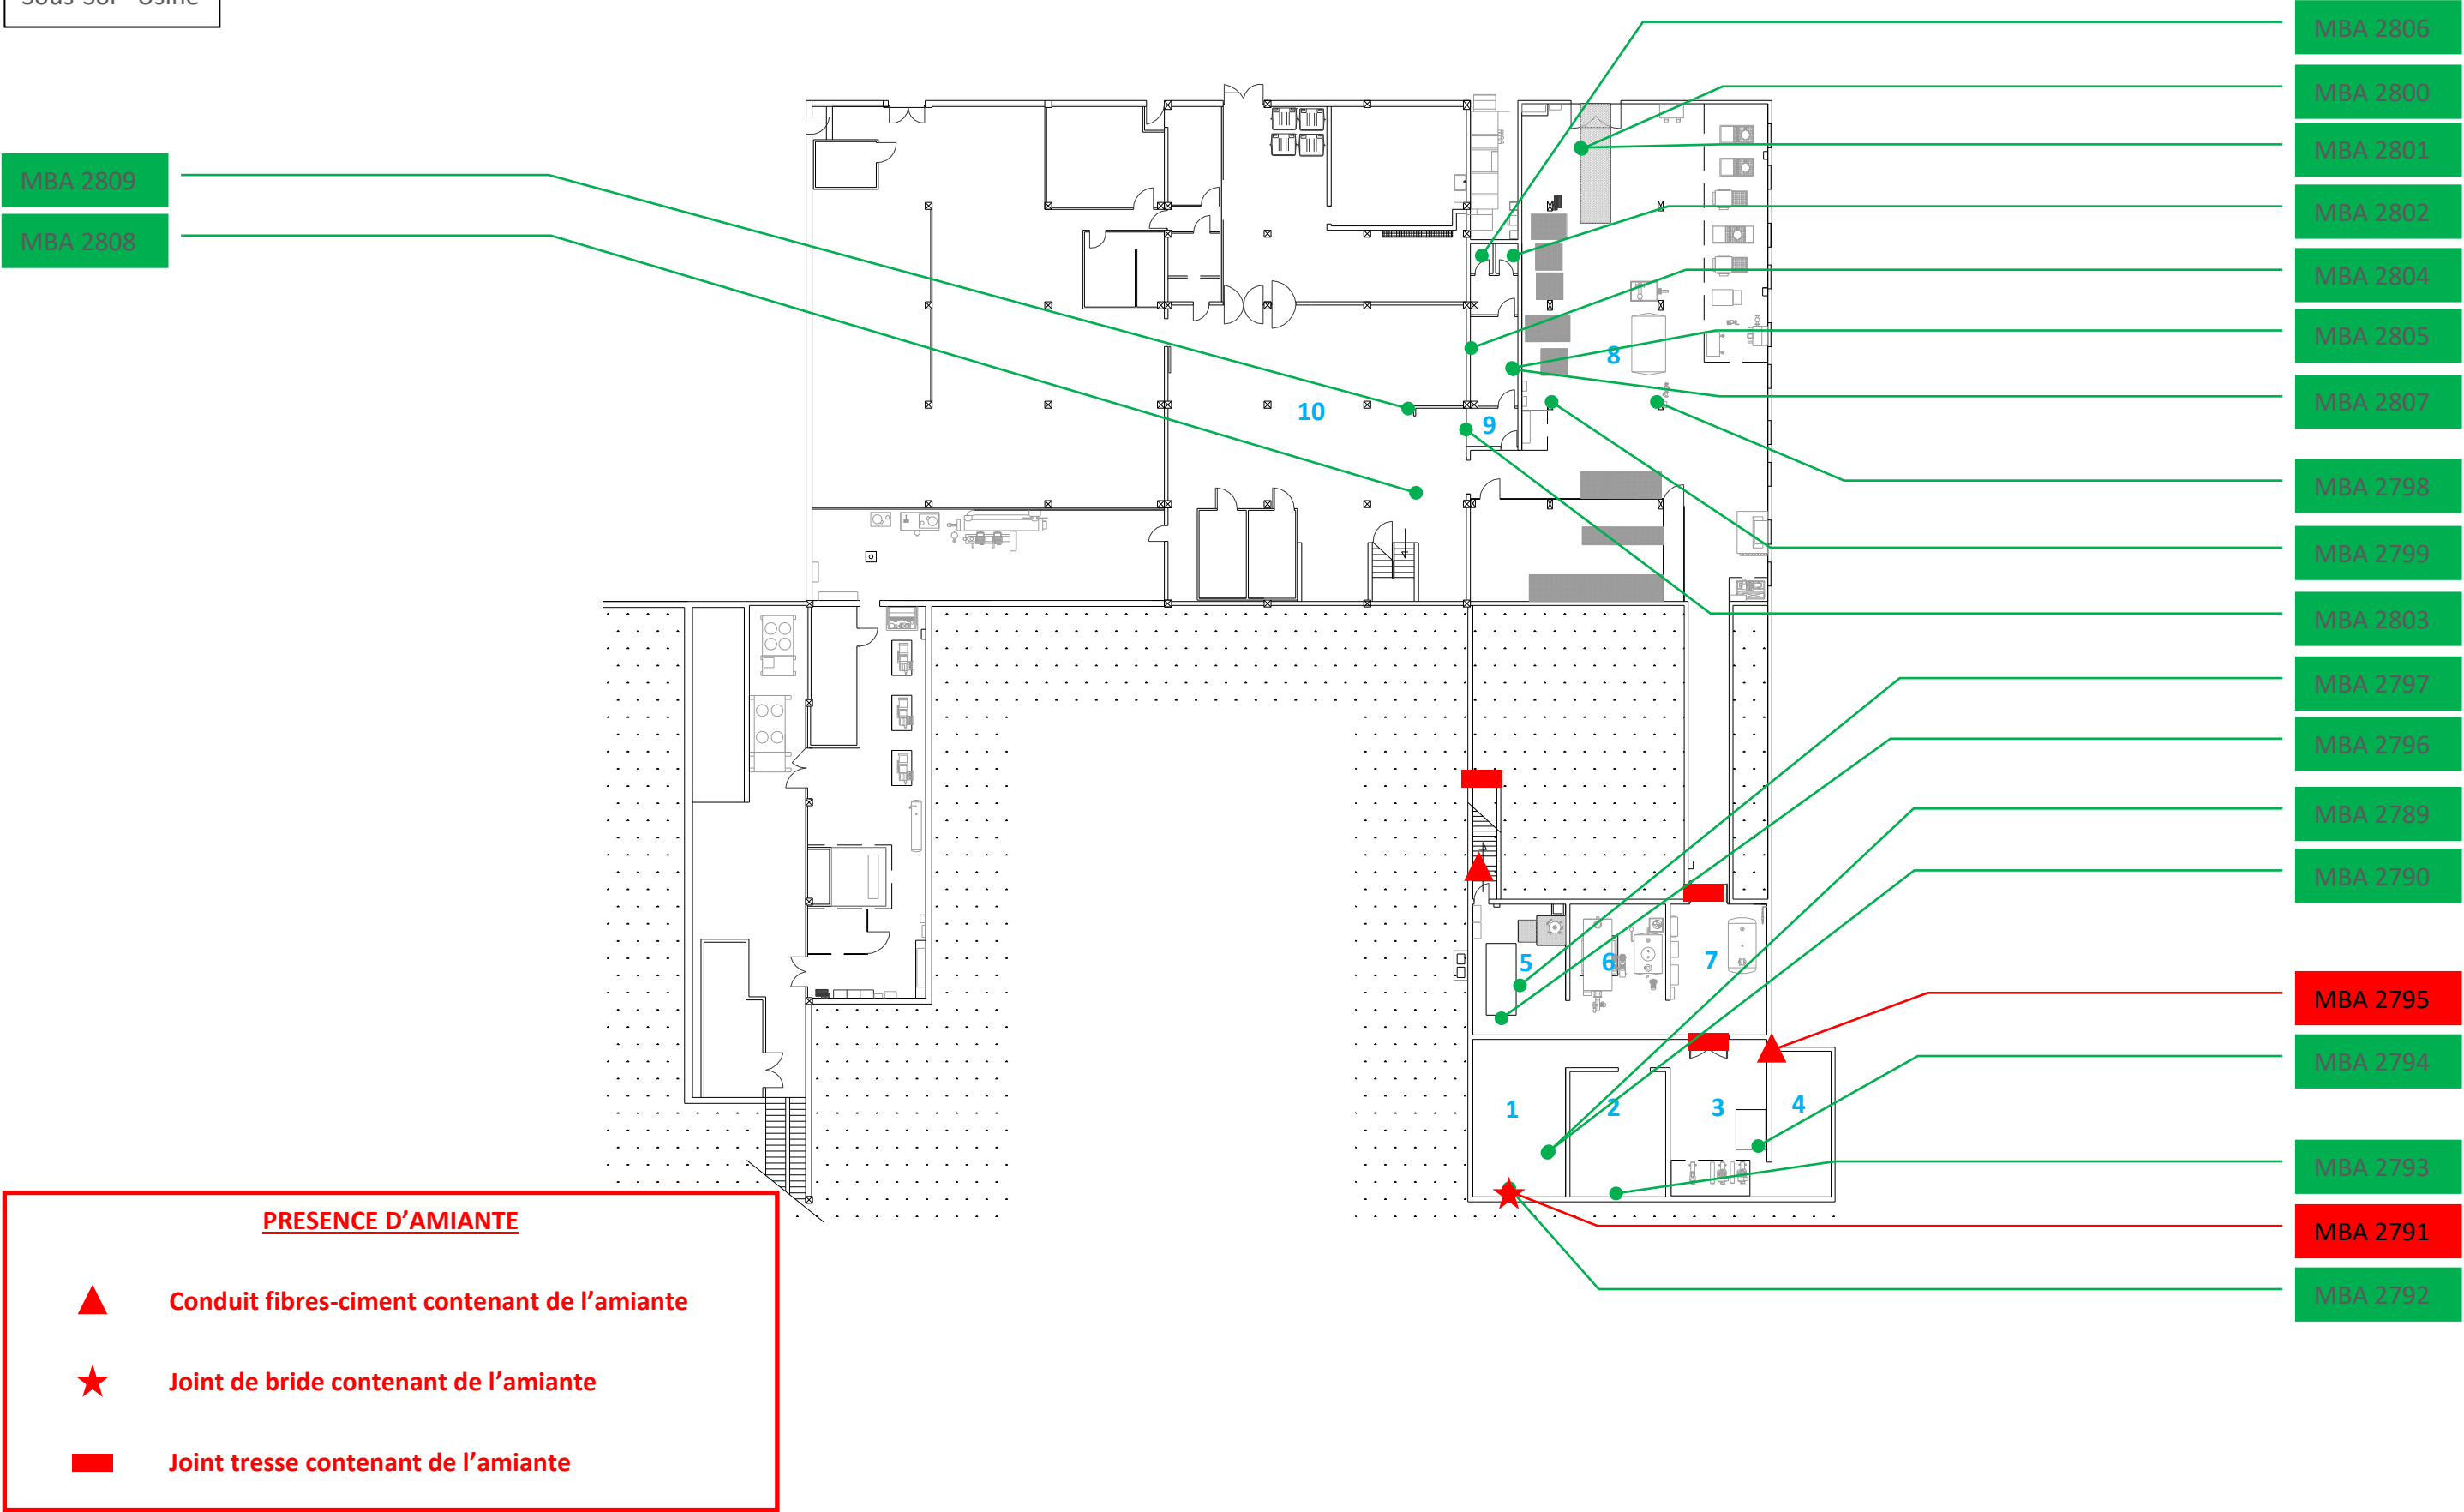 Sous-Sol - Usine
MBA 2806
MBA 2800
MBA 2801
MBA 2809
MBA 2802
MBA 2808
MBA 2804
MBA 2805
8
MBA 2807
10
9
MBA 2798
MBA 2799
MBA 2803
MBA 2797
MBA 2796
MBA 2789
MBA 2790
5
6
7
MBA 2795
MBA 2794
1
2
3
4
MBA 2793
PRESENCE D’AMIANTE
MBA 2791
MBA 2792
Conduit fibres-ciment contenant de l’amiante
Joint de bride contenant de l’amiante
Joint tresse contenant de l’amiante